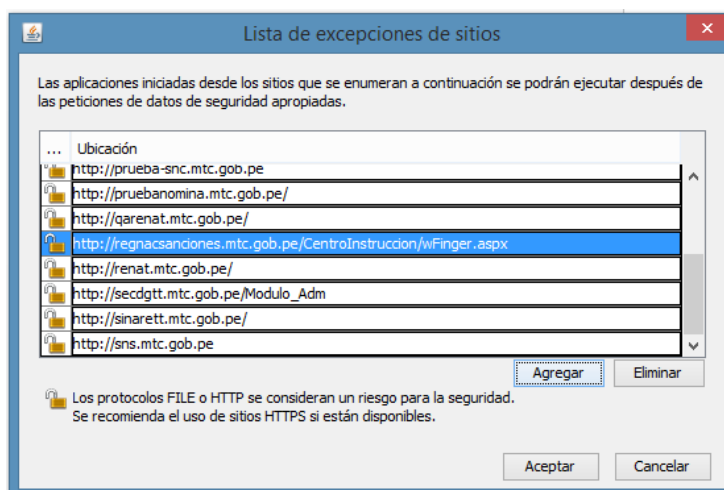 Lista de excepciones de sitios
Las aplicaciones iniciadas desde los sitios que se enumeran a continuación se podrán ejecutar después de
las peticiones de datos de seguridad apropiadas.
... Ubicación
http://prueba-snc.mtc.gob.pe
http://pruebanomina.mtc.gob.pe/
http://qarenat.mtc.gob.pe/
http://regnacsanciones.mtc.gob.pe/CentroInstruccion/wFinger.aspx
http://renat.mtc.gob.pe/
http://secdgtt.mtc.gob.pe/Modulo_Adm
http://sinarett.mtc.gob.pe/
http://sns.mtc.gob.pe
Agregar Eliminar
Los protocolos FILE o HTTP se consideran un riesgo para la seguridad.
Se recomienda el uso de sitios HTTPS si están disponibles.
Aceptar Cancelar